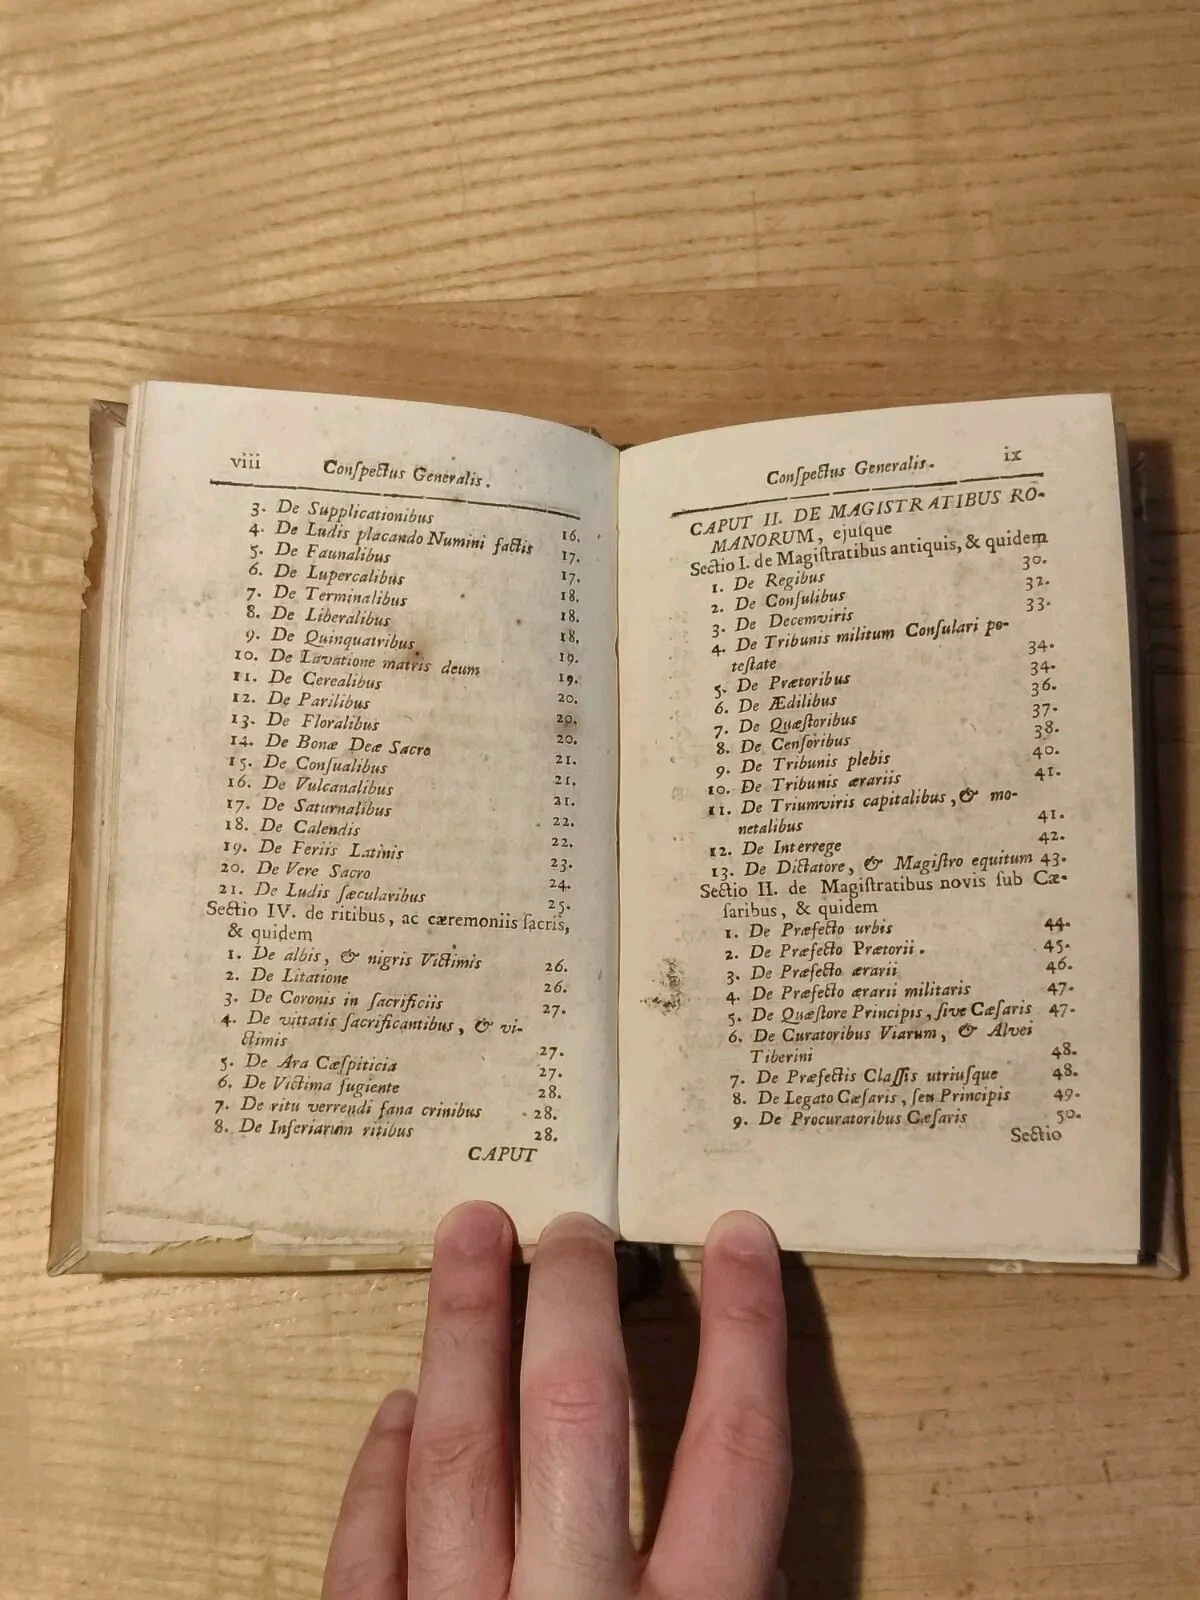 viii Conſpectus Generalis.
3. De Supplicationibus 16.
4. De Ludis placando Numini factis 17.
5. De Faunalibus 17.
6. De Lupercalibus 18.
7. De Terminalibus 18.
8. De Liberalibus 18.
9. De Quinquatribus 19.
10. De Lavatione matris deum 19.
11. De Cerealibus 20.
12. De Parilibus 20.
13. De Floralibus 20.
14. De Bonæ Deæ Sacro 21.
15. De Conſualibus 21.
16. De Vulcanalibus 21.
17. De Saturnalibus 22.
18. De Calendis 22.
19. De Feriis Latinis 23.
20. De Vere Sacro 24.
21. De Ludis ſæcularibus 25.
Sectio IV. de ritibus, ac cæremoniis ſacris,
& quidem
1. De albis, & nigris Victimis 26.
2. De Litatione 26.
3. De Coronis in ſacrificiis 27.
4. De vittatis ſacrificantibus, & vi-
ctimis 27.
5. De Ara Cæſpiticia 27.
6. De Victima fugiente 28.
7. De ritu verrendi fana crinibus 28.
8. De Inferiarum ritibus 28.
CAPUT
Conſpectus Generalis. ix
CAPUT II. DE MAGISTRATIBUS RO-
MANORUM, ejuſque
Sectio I. de Magiſtratibus antiquis, & quidem
1. De Regibus 30.
2. De Conſulibus 32.
3. De Decemviris 33.
4. De Tribunis militum Conſulari po-
teſtate 34.
5. De Prætoribus 34.
6. De Ædilibus 36.
7. De Quæſtoribus 37.
8. De Cenſoribus 38.
9. De Tribunis plebis 40.
10. De Tribunis ærariis 41.
11. De Triumviris capitalibus, & mo-
netalibus 41.
12. De Interrege 42.
13. De Dictatore, & Magiſtro equitum 43.
Sectio II. de Magiſtratibus novis ſub Cæ-
ſaribus, & quidem
1. De Præfecto urbis 44.
2. De Præfecto Prætorii. 45.
3. De Præfecto ærarii 46.
4. De Præfecto ærarii militaris 47.
5. De Quæſtore Principis, ſive Cæſaris 47.
6. De Curatoribus Viarum, & Alvei
Tiberini 48.
7. De Præfectis Claſſis utriuſque 48.
8. De Legato Cæſaris, ſeu Principis 49.
9. De Procuratoribus Cæſaris 50.
Sectio